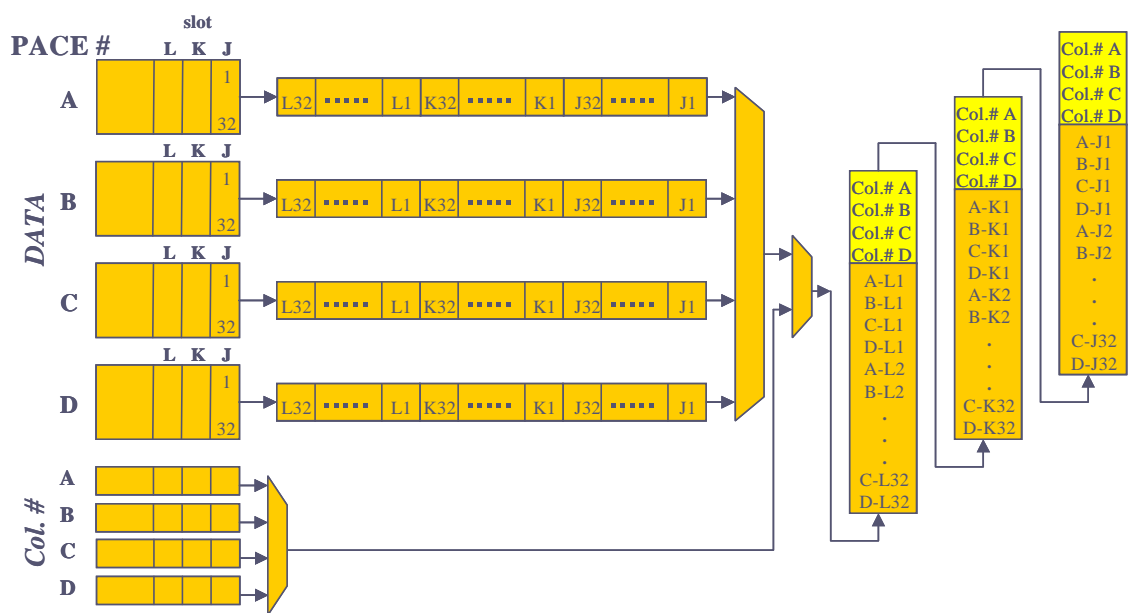 slot
PACE #
L K J
A
1
32
L32 ..... L1 K32 ..... K1 J32 ..... J1
L K J
B
1
32
L32 ..... L1 K32 ..... K1 J32 ..... J1
DATA
L K J
C
1
32
L32 ..... L1 K32 ..... K1 J32 ..... J1
L K J
D
1
32
L32 ..... L1 K32 ..... K1 J32 ..... J1
Col. #
A
B
C
D
Col.# A
Col.# B
Col.# C
Col.# D
A-L1
B-L1
C-L1
D-L1
A-L2
B-L2
.
.
.
C-L32
D-L32
Col.# A
Col.# B
Col.# C
Col.# D
A-K1
B-K1
C-K1
D-K1
A-K2
B-K2
.
.
.
.
C-K32
D-K32
Col.# A
Col.# B
Col.# C
Col.# D
A-J1
B-J1
C-J1
D-J1
A-J2
B-J2
.
.
.
.
C-J32
D-J32